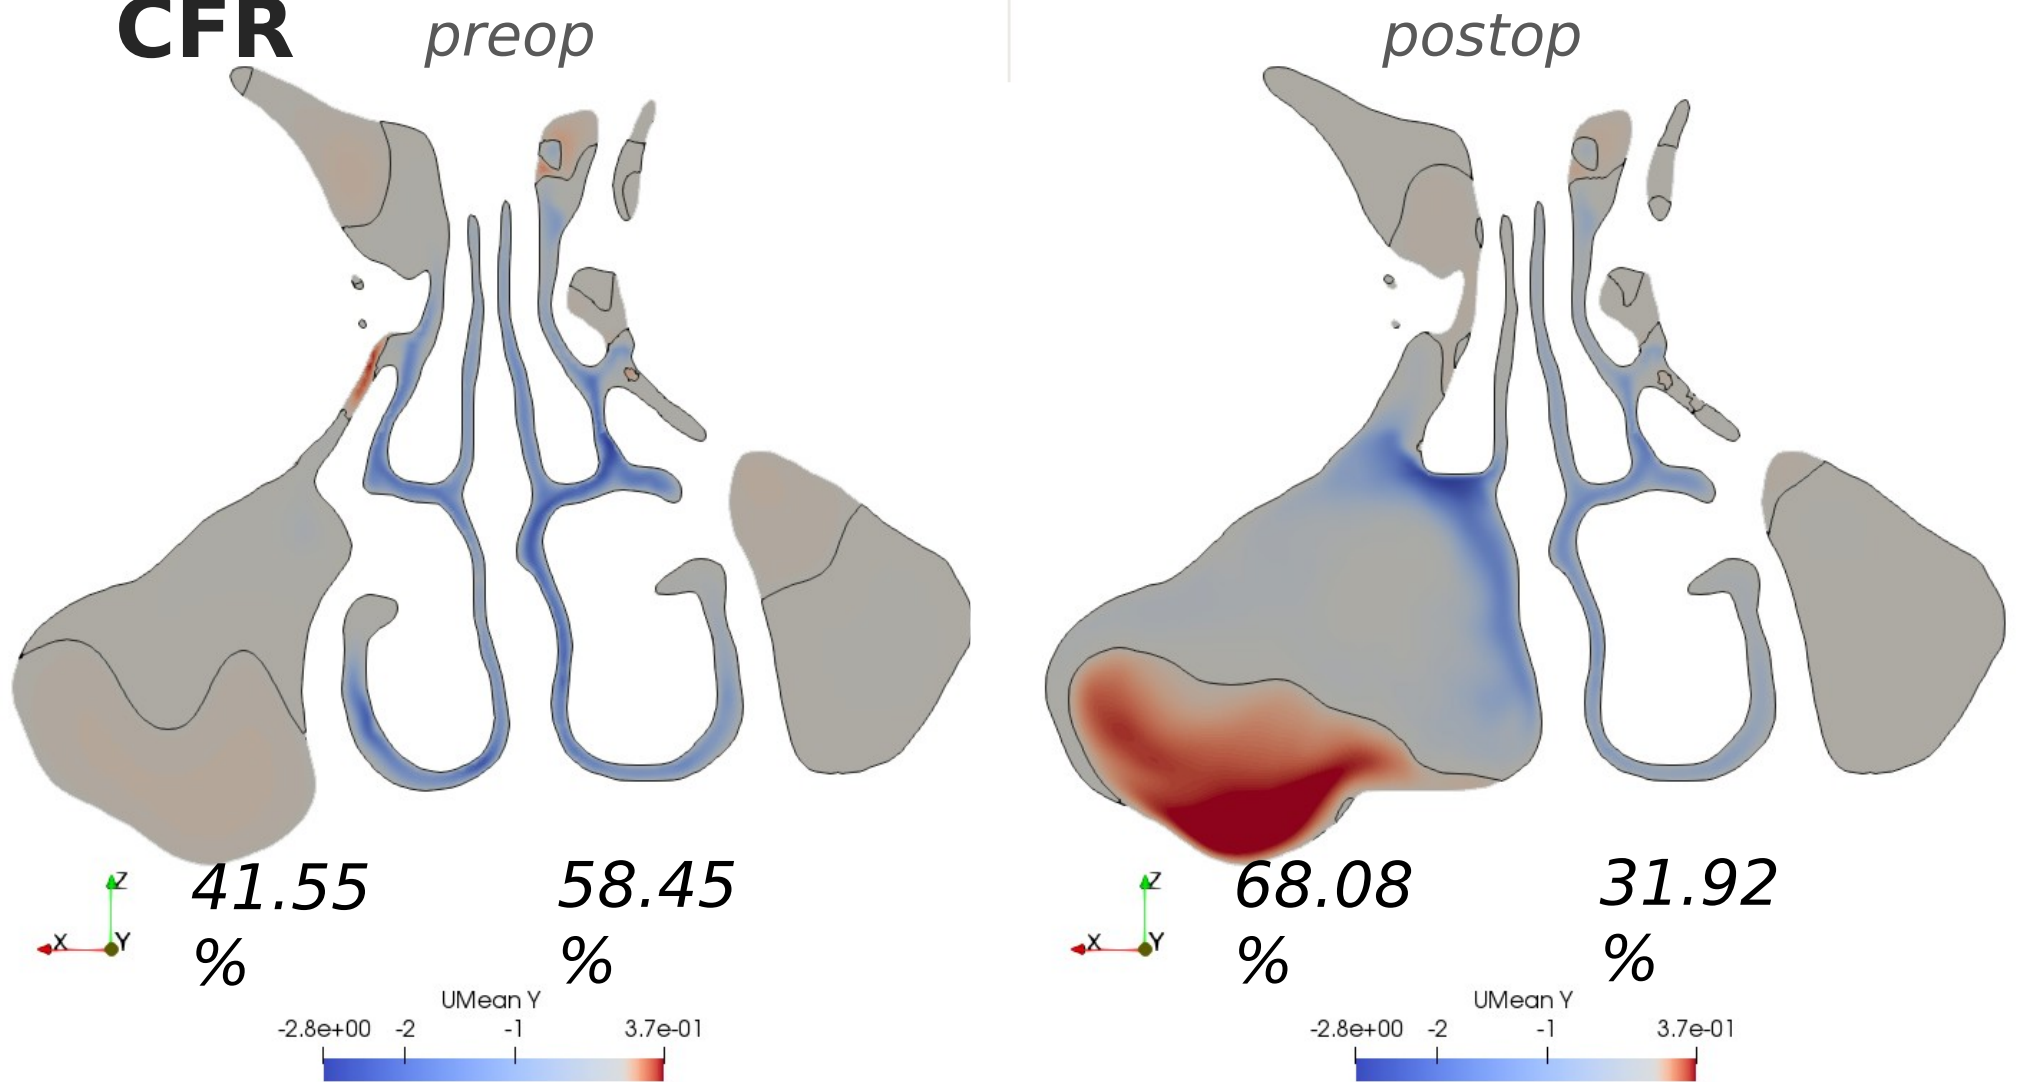 CFR preop postop
41.55 58.45 68.08 31.92
% % % %
Z Z
X Y X Y
UMean Y UMean Y
-2.8e+00 -2 -1 3.7e-01 -2.8e+00 -2 -1 3.7e-01